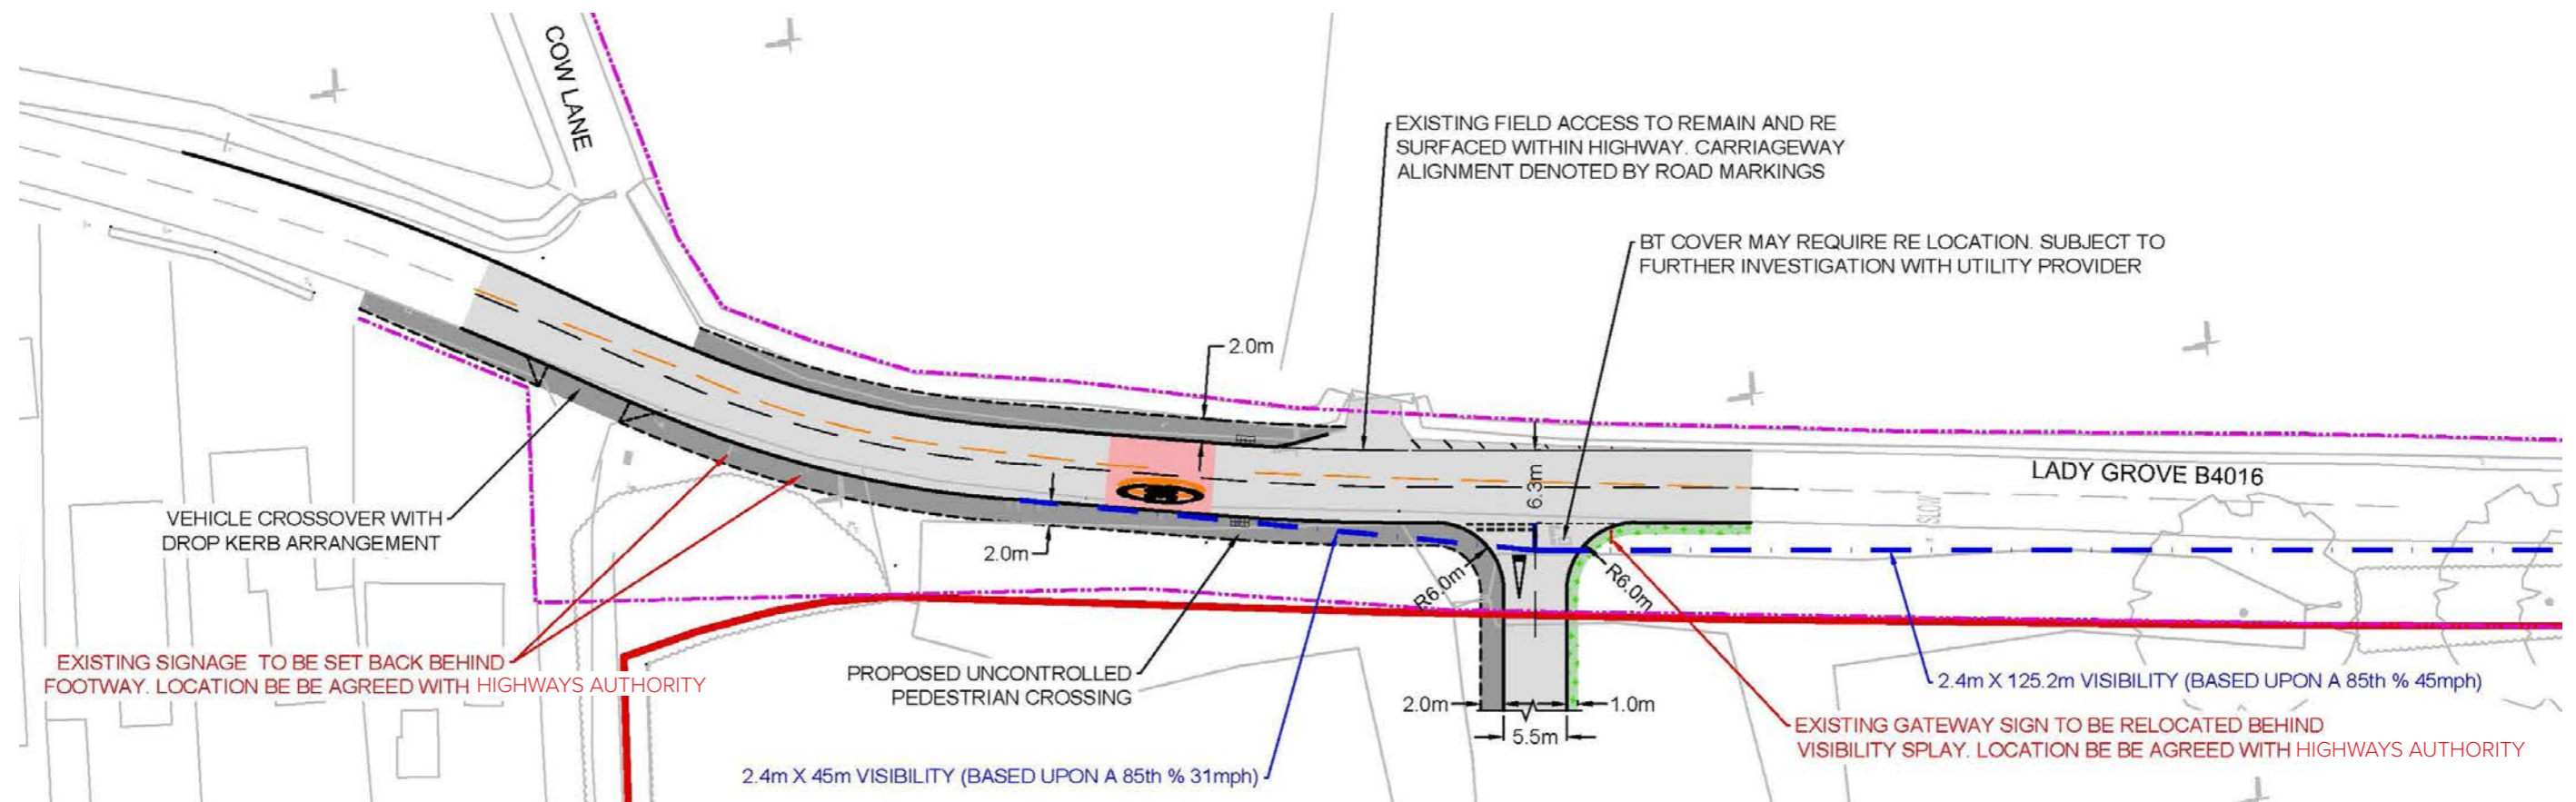 COW LANE
EXISTING FIELD ACCESS TO REMAIN AND RE
SURFACED WITHIN HIGHWAY. CARRIAGEWAY
ALIGNMENT DENOTED BY ROAD MARKINGS
BT COVER MAY REQUIRE RE LOCATION. SUBJECT TO
FURTHER INVESTIGATION WITH UTILITY PROVIDER
2.0m
LADY GROVE B4016
6.3m
SLOW
VEHICLE CROSSOVER WITH
DROP KERB ARRANGEMENT
2.0m
R6.0m
R6.0m
EXISTING SIGNAGE TO BE SET BACK BEHIND
FOOTWAY. LOCATION BE BE AGREED WITH HIGHWAYS AUTHORITY
PROPOSED UNCONTROLLED
PEDESTRIAN CROSSING
2.0m
1.0m
5.5m
2.4m X 125.2m VISIBILITY (BASED UPON A 85th % 45mph)
EXISTING GATEWAY SIGN TO BE RELOCATED BEHIND
VISIBILITY SPLAY. LOCATION BE BE AGREED WITH HIGHWAYS AUTHORITY
2.4m X 45m VISIBILITY (BASED UPON A 85th % 31mph)